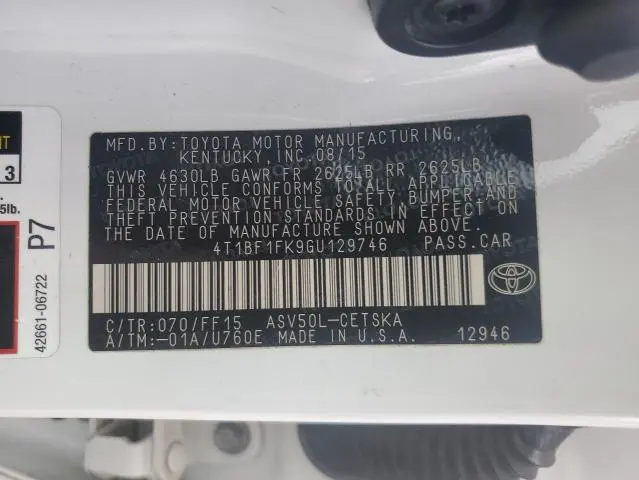 MFD.BY:TOYOTA MOTOR MANUFACTURING,
KENTUCKY, INC.08/15
GVWR 4630LB GAWR FR 2625LB RR 2625LB
THIS VEHICLE CONFORMS TO ALL APPLICABLE
FEDERAL MOTOR VEHICLE SAFETY, BUMPER, AND
THEFT PREVENTION STANDARDS IN EFFECT ON
THE DATE OF MANUFACTURE SHOWN ABOVE.
4T1BF1FK9GU129746 PASS.CAR
C/TR:070/FF15 ASV50L-CETSKA
A/TM:-01A/U760E MADE IN U.S.A. 12946
3
5lb.
P7
42661-06722